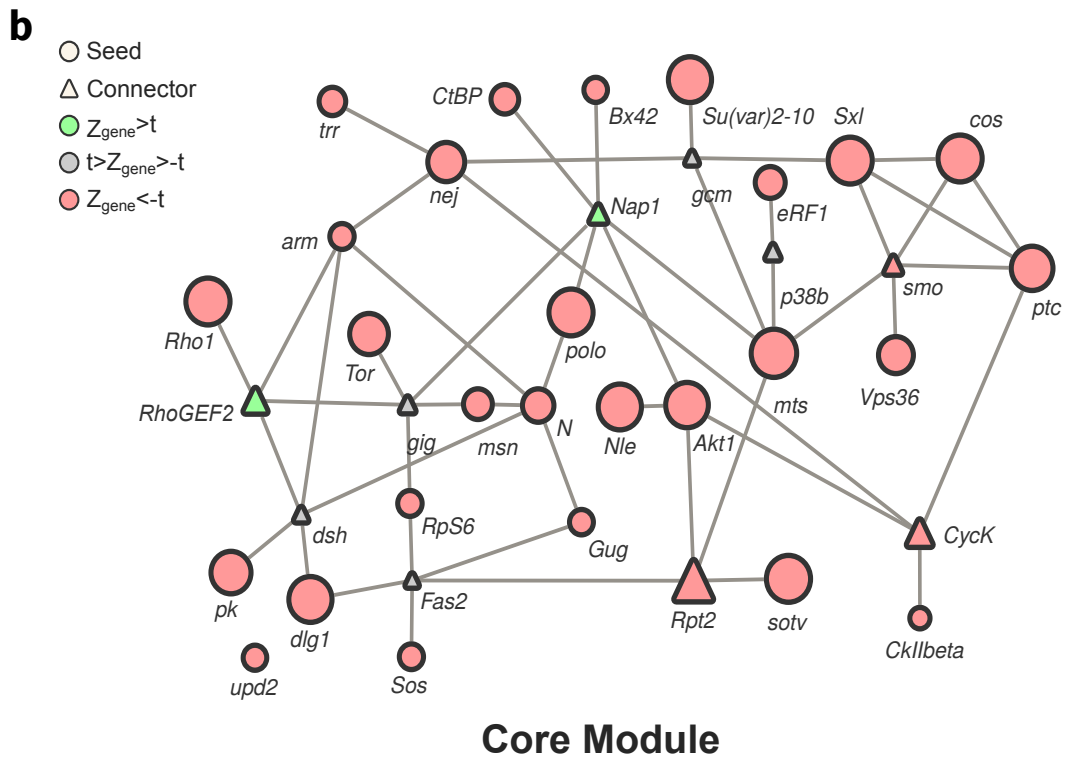 b
Seed
Connector
Zgene>t
t>Zgene>-t
Zgene<-t
trr
CtBP
Bx42
Su(var)2-10
Sxl
cos
nej
gcm
eRF1
Nap1
arm
p38b
smo
ptc
Rho1
Tor
polo
mts
Vps36
RhoGEF2
gig
msn
N
Nle
Akt1
dsh
RpS6
Gug
CycK
pk
dlg1
Fas2
Rpt2
sotv
CkIIbeta
upd2
Sos
Core Module